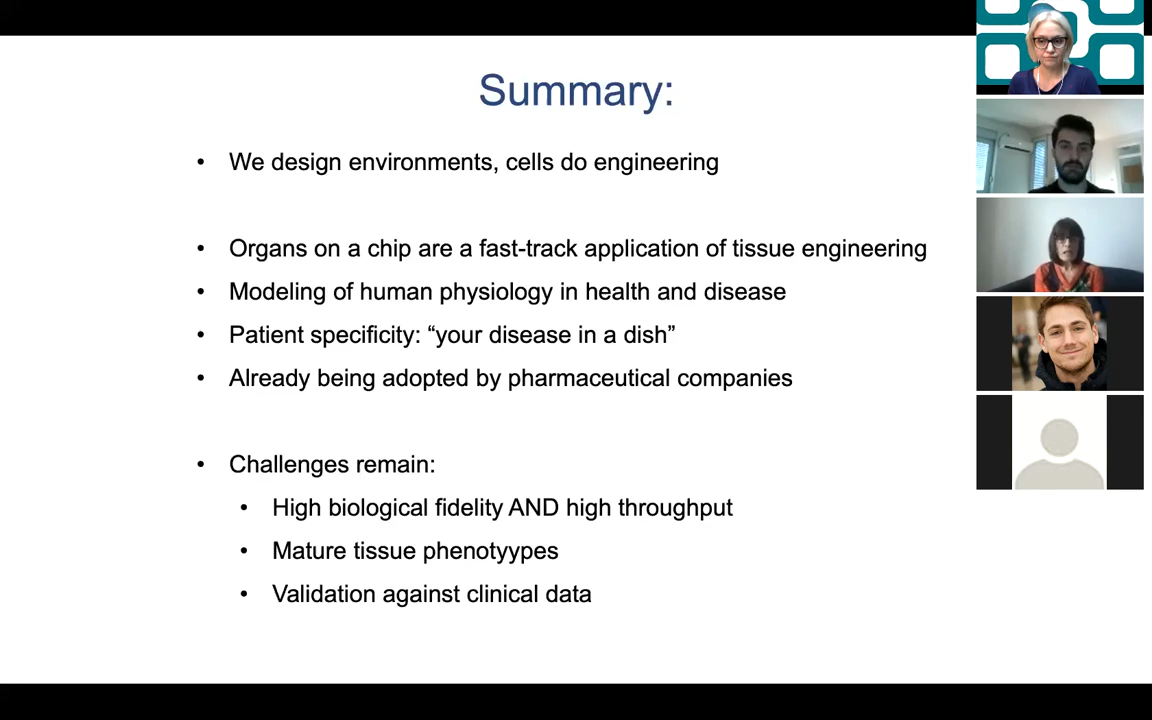 Summary:
• We design environments, cells do engineering
• Organs on a chip are a fast-track application of tissue engineering
• Modeling of human physiology in health and disease
• Patient specificity: “your disease in a dish”
• Already being adopted by pharmaceutical companies
• Challenges remain:
• High biological fidelity AND high throughput
• Mature tissue phenotyypes
• Validation against clinical data